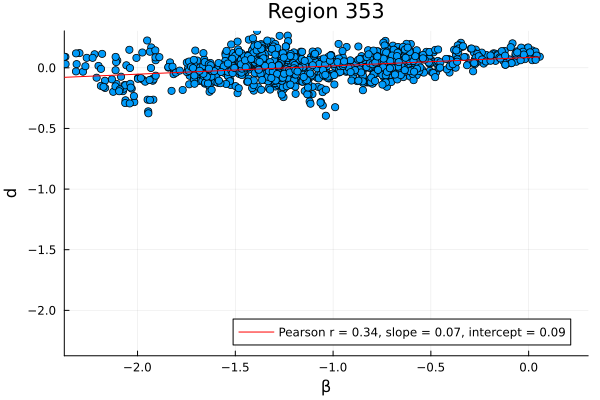 Region 353
0.0
−0.5
−1.0
−1.5
−2.0
d
Pearson r = 0.34, slope = 0.07, intercept = 0.09
−2.0 −1.5 −1.0 −0.5 0.0
β